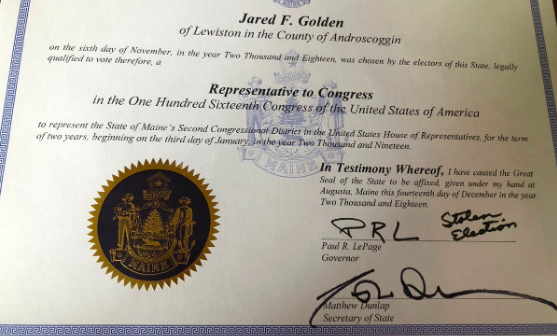 Jared F. Golden
of Lewiston in the County of Androscoggin
on the sixth day of November, in the year Two Thousand and Eighteen, was chosen by the electors of this State, legally
qualified to vote therefore, a
Representative to Congress
in the One Hundred Sixteenth Congress of the United States of America
to represent the State of Maine's Second Congressional District in the United States House of Representatives, for the term
of two years, beginning on the third day of January, in the year Two Thousand and Nineteen.
MAINE
In Testimony Whereof, I have caused the Great
Seal of the State to be affixed, given under my hand at
Augusta, Maine this fourteenth day of December in the year
Two Thousand and Eighteen.
PRL Stolen
Election
Paul R. LePage
Governor
MAINE
Matthew Dunlap
Secretary of State